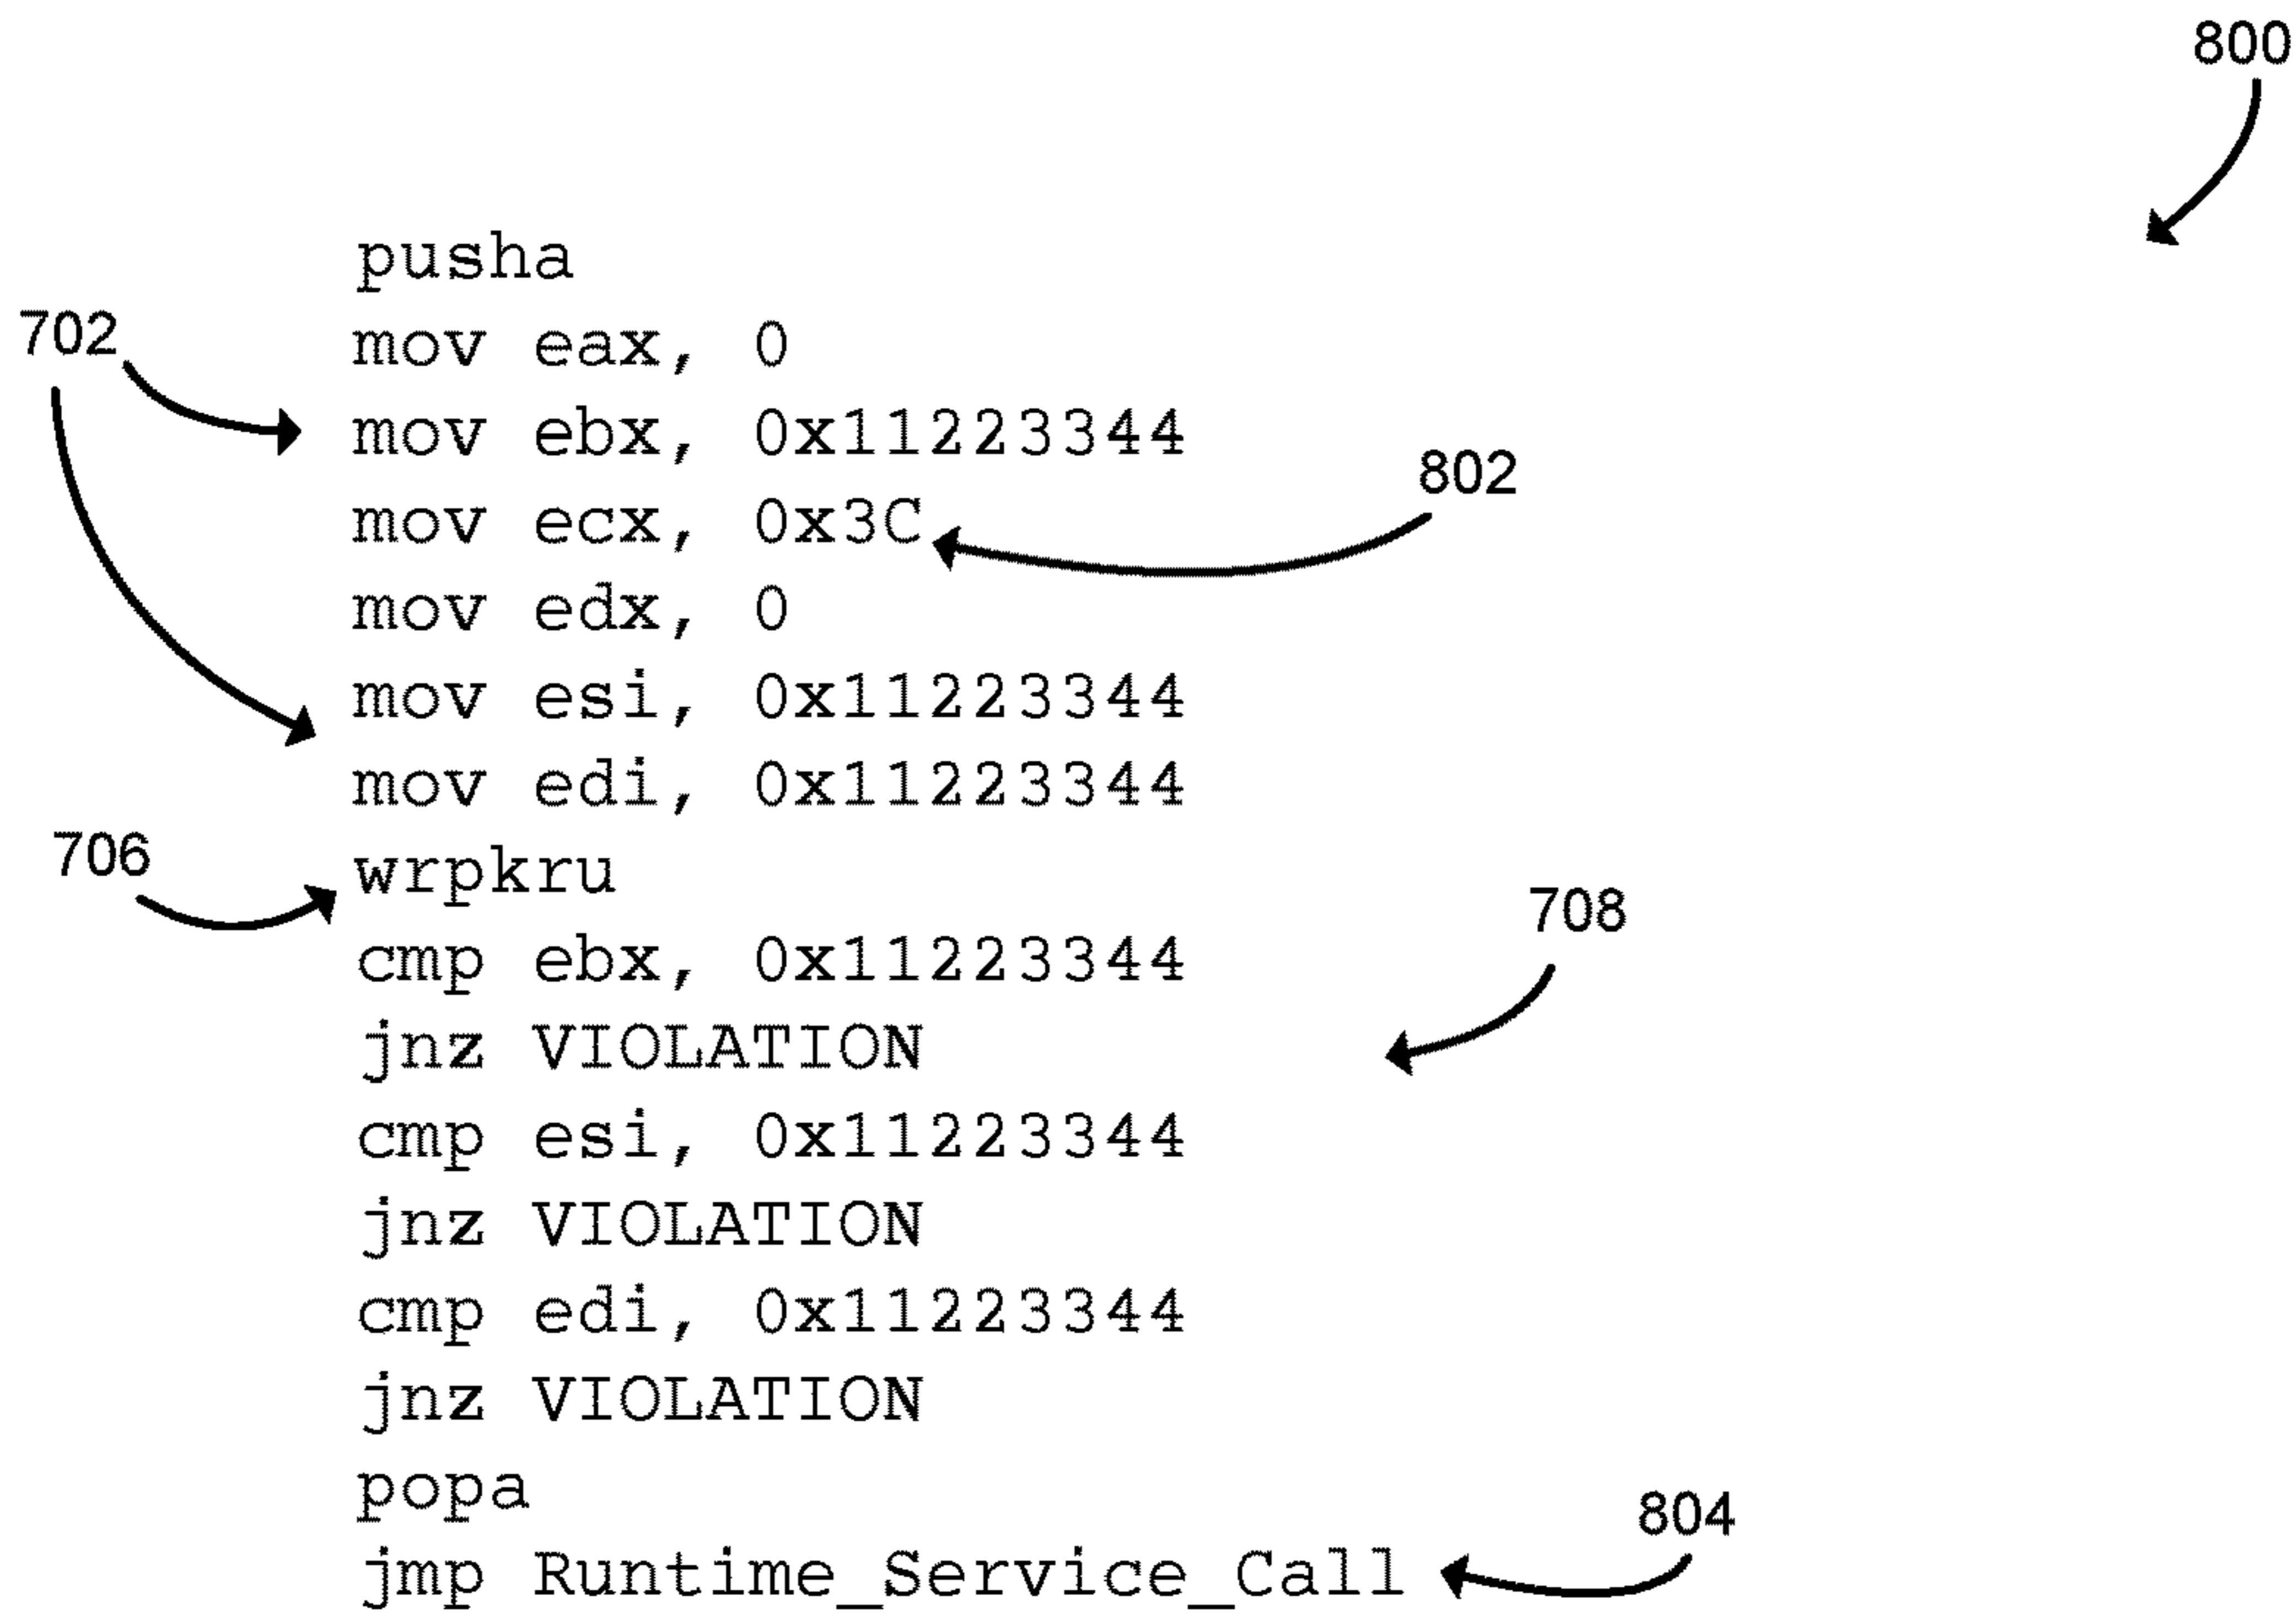 800
pusha
702
mov eax, 0
mov ebx, 0x11223344
802
mov ecx, 0x3C
mov edx, 0
mov esi, 0x11223344
mov edi, 0x11223344
706
wrpkru
708
cmp ebx, 0x11223344
jnz VIOLATION
cmp esi, 0x11223344
jnz VIOLATION
cmp edi, 0x11223344
jnz VIOLATION
popa
804
jmp Runtime_Service_Call